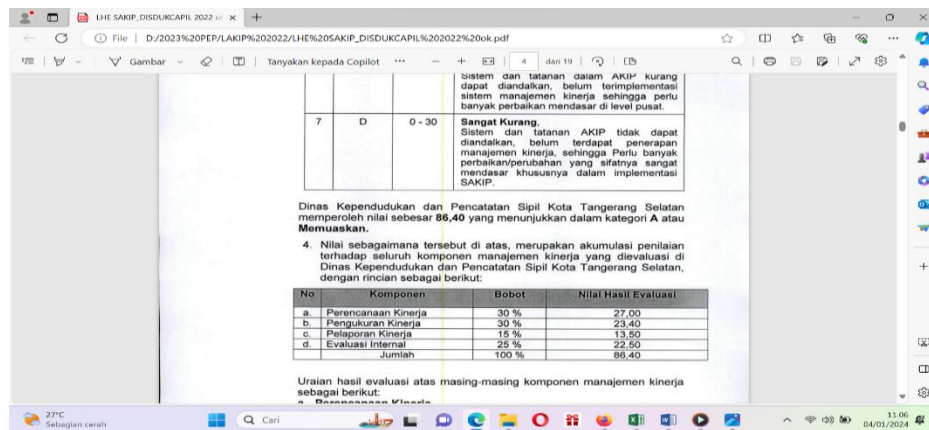 LHE SAKIP_DISDUKCAPIL 2022 ol
File | D:/2023%20PEP/LAKIP%202022/LHE%20SAKIP_DISDUKCAPIL%202022%20ok.pdf
Gambar
Tanyakan kepada Copilot
4 dari 19
Sistem dan tatanan dalam AKIP kurang
dapat diandalkan, belum terimplementasi
sistem manajemen kinerja sehingga perlu
banyak perbaikan mendasar di level pusat.
7 D 0 - 30 Sangat Kurang,
Sistem dan tatanan AKIP tidak dapat
diandalkan, belum terdapat penerapan
manajemen kinerja, sehingga Perlu banyak
perbaikan/perubahan yang sifatnya sangat
mendasar khususnya dalam implementasi
SAKIP.
Dinas Kependudukan dan Pencatatan Sipil Kota Tangerang Selatan
memperoleh nilai sebesar 86,40 yang menunjukkan dalam kategori A atau
Memuaskan.
4. Nilai sebagaimana tersebut di atas, merupakan akumulasi penilaian
terhadap seluruh komponen manajemen kinerja yang dievaluasi di
Dinas Kependudukan dan Pencatatan Sipil Kota Tangerang Selatan,
dengan rincian sebagai berikut:
No Komponen Bobot Nilai Hasil Evaluasi
a. Perencanaan Kinerja 30 % 27,00
b. Pengukuran Kinerja 30 % 23,40
c. Pelaporan Kinerja 15 % 13,50
d. Evaluasi Internal 25 % 22,50
Jumlah 100 % 86,40
Uraian hasil evaluasi atas masing-masing komponen manajemen kinerja
sebagai berikut:
a. Perencanaan Kinerja
27°C
Sebagian cerah
Cari
11.06
04/01/2024